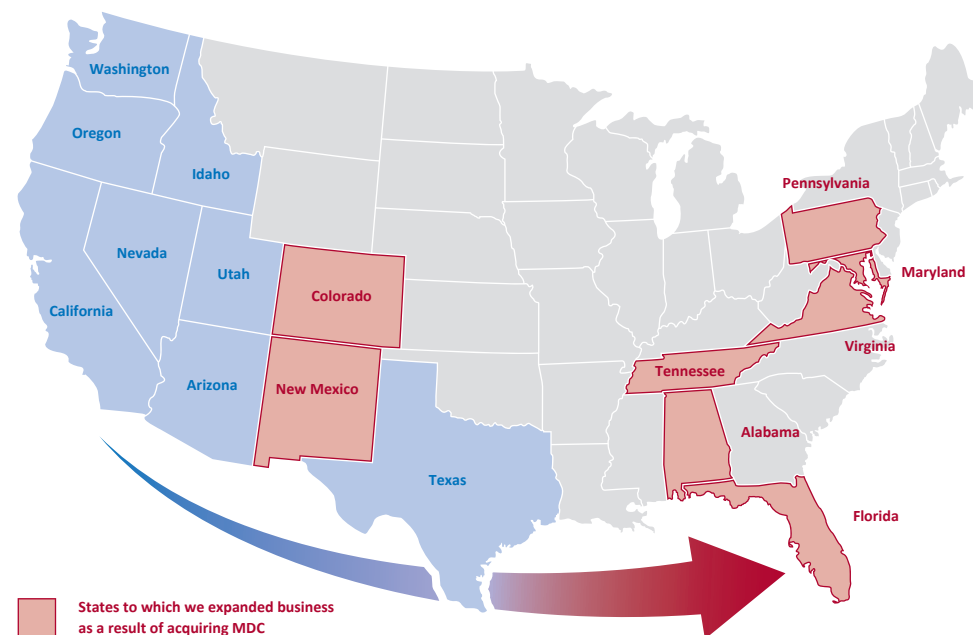 Washington
Oregon
Idaho
Pennsylvania
Nevada
Utah
Maryland
Colorado
California
Virginia
Tennessee
Arizona
New Mexico
Alabama
Texas
Florida
States to which we expanded business
as a result of acquiring MDC